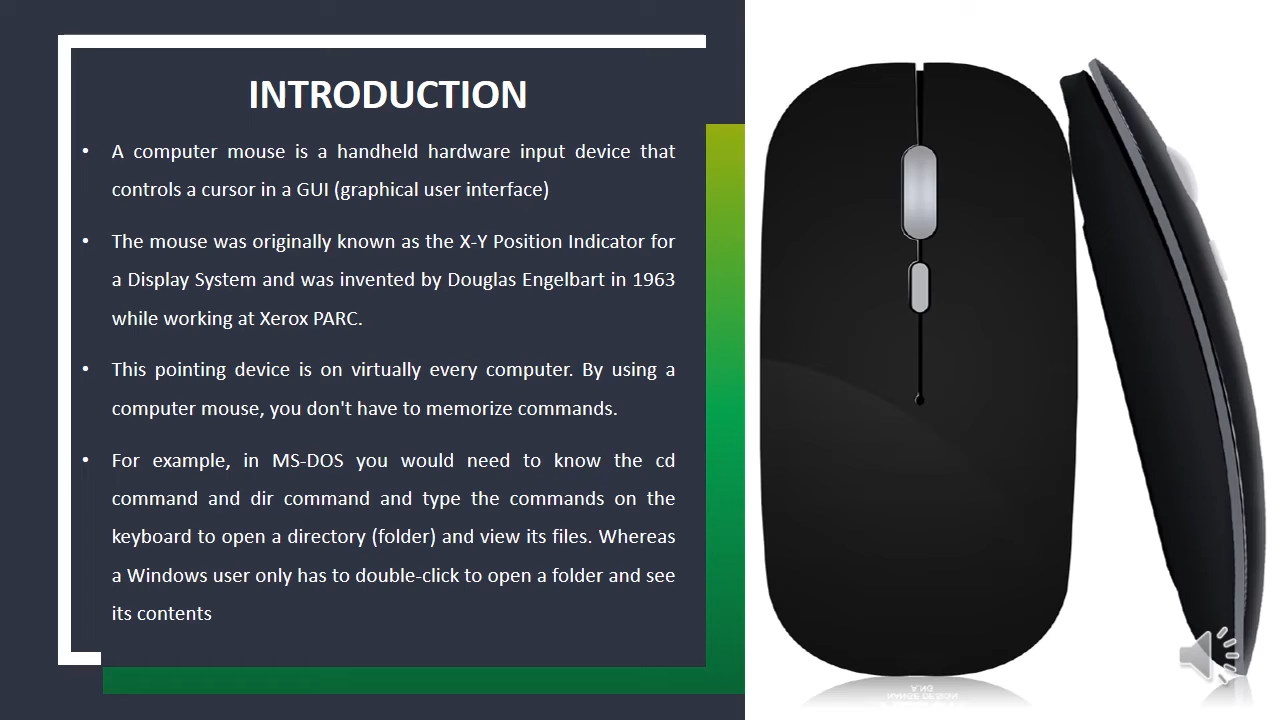 INTRODUCTION
• A computer mouse is a handheld hardware input device that
controls a cursor in a GUI (graphical user interface)
• The mouse was originally known as the X-Y Position Indicator for
a Display System and was invented by Douglas Engelbart in 1963
while working at Xerox PARC.
• This pointing device is on virtually every computer. By using a
computer mouse, you don't have to memorize commands.
• For example, in MS-DOS you would need to know the cd
command and dir command and type the commands on the
keyboard to open a directory (folder) and view its files. Whereas
a Windows user only has to double-click to open a folder and see
its contents